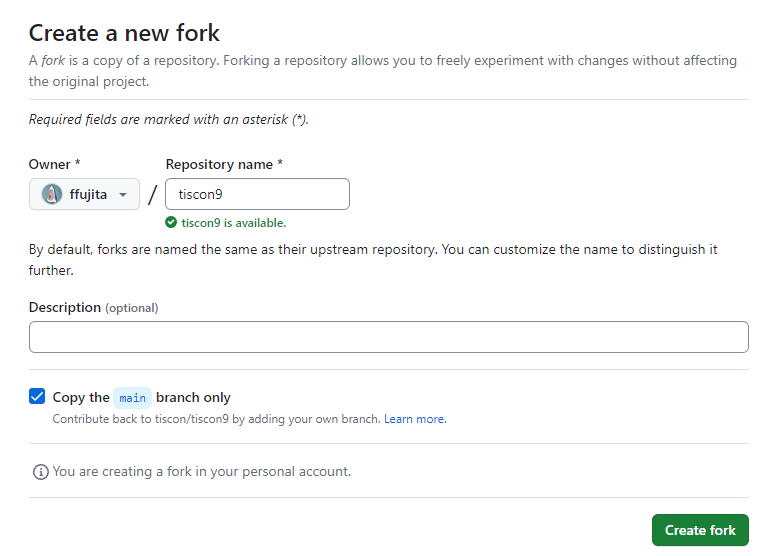 Create a new fork
A fork is a copy of a repository. Forking a repository allows you to freely experiment with changes without affecting
the original project.
Required fields are marked with an asterisk (*).
Owner * Repository name *
ffujita / tiscon9
tiscon9 is available.
By default, forks are named the same as their upstream repository. You can customize the name to distinguish it
further.
Description (optional)
Copy the main branch only
Contribute back to tiscon/tiscon9 by adding your own branch. Learn more.
You are creating a fork in your personal account.
Create fork